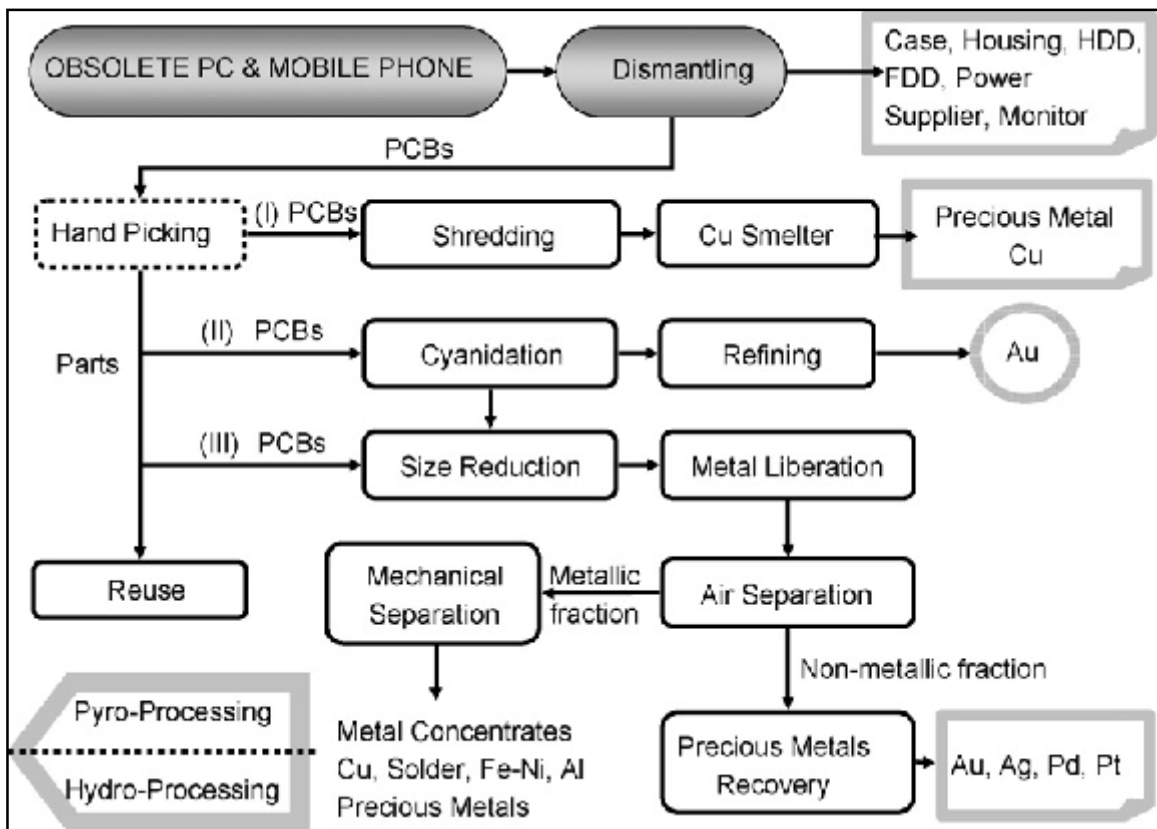 OBSOLETE PC & MOBILE PHONE
Dismantling
Case, Housing, HDD,
FDD, Power
Supplier, Monitor
PCBs
Hand Picking
(I) PCBs
Shredding
Cu Smelter
Precious Metal
Cu
(II) PCBs
Cyanidation
Refining
Au
Parts
(III) PCBs
Size Reduction
Metal Liberation
Reuse
Mechanical
Separation
Metallic
fraction
Air Separation
Non-metallic fraction
Pyro-Processing
Hydro-Processing
Metal Concentrates
Cu, Solder, Fe-Ni, Al
Precious Metals
Precious Metals
Recovery
Au, Ag, Pd, Pt